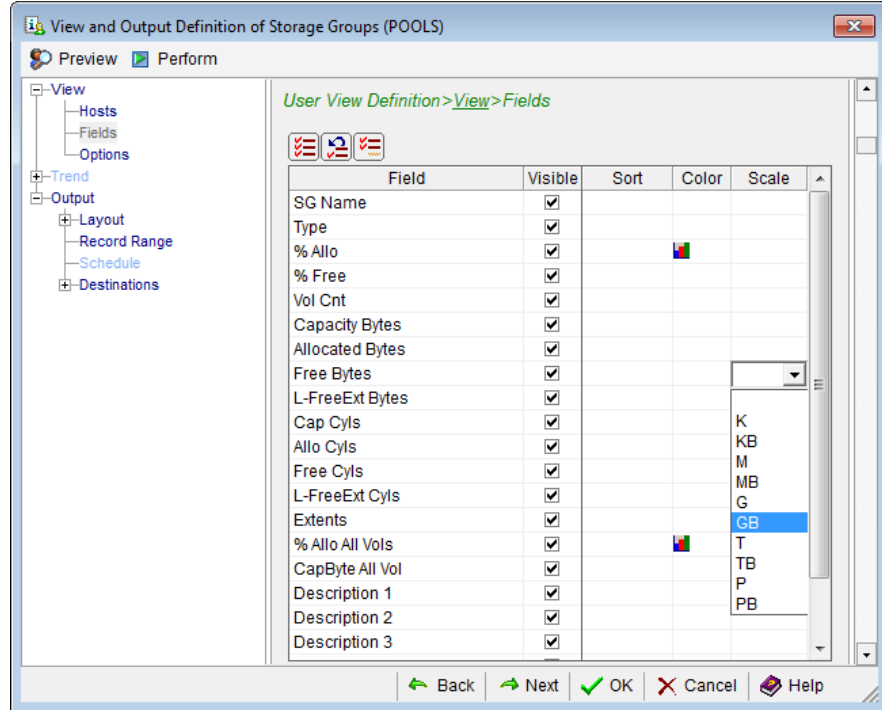 View and Output Definition of Storage Groups (POOLS)
Preview Perform
View
Hosts
Fields
Options
Trend
Output
Layout
Record Range
Schedule
Destinations
User View Definition>View>Fields
Field Visible Sort Color Scale
SG Name
Type
% Allo
% Free
Vol Cnt
Capacity Bytes
Allocated Bytes
Free Bytes
L-FreeExt Bytes
Cap Cyls
Allo Cyls
Free Cyls
L-FreeExt Cyls
Extents
% Allo All Vols
CapByte All Vol
Description 1
Description 2
Description 3
K
KB
M
MB
G
GB
T
TB
P
PB
Back Next OK Cancel Help